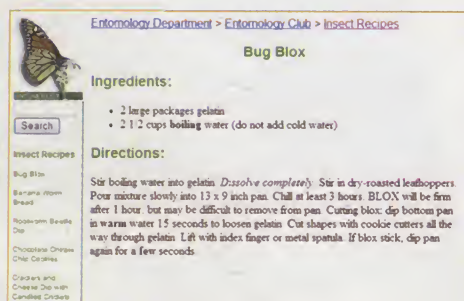 Entomology Department > Entomology Club > Insect Recipes
Bug Blox
Ingredients:
• 2 large packages gelatin
• 2 1/2 cups boiling water (do not add cold water)
Directions:
Stir boiling water into gelatin. Dissolve completely. Stir in dry-roasted leafhoppers.
Pour mixture slowly into 13 x 9 inch pan. Chill at least 3 hours. BLOX will be firm
after 1 hour, but may be difficult to remove from pan. Cutting blox: dip bottom pan
in warm water 15 seconds to loosen gelatin. Cut shapes with cookie cutters all the
way through gelatin. Lift with index finger or metal spatula. If blox stick, dip pan
again for a few seconds.
Search
Insect Recipes
Bug Blox
Banana Worm
Bread
Rootworm Beetle
Dip
Chocolate Chirpie
Chip Cookies
Crackers and
Cheese Dip with
Candied Crickets